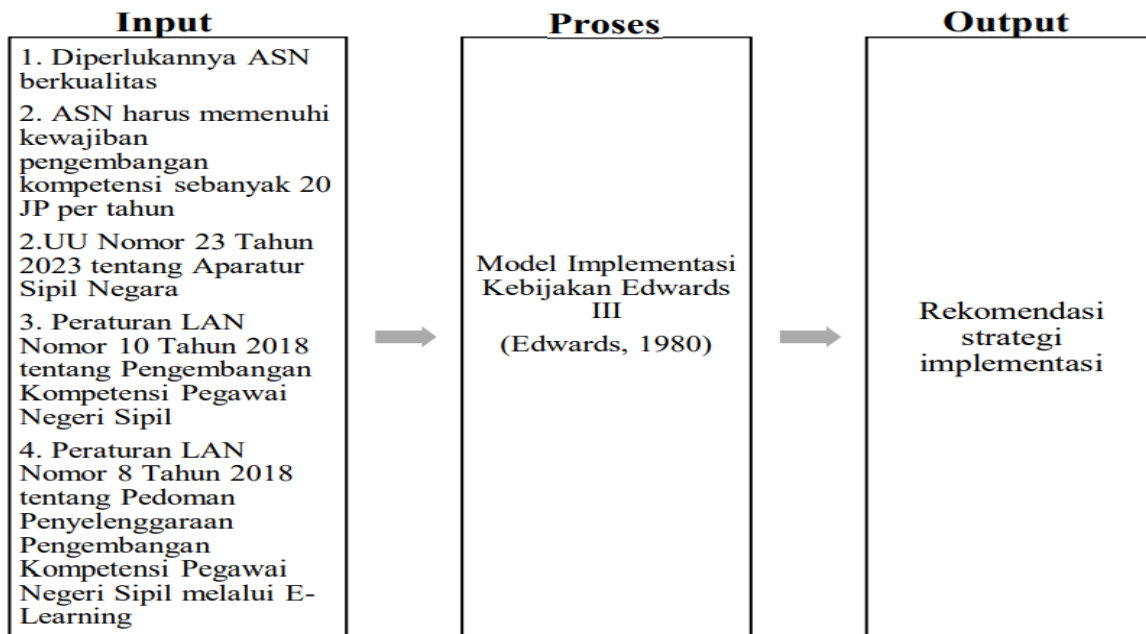 Input
1. Diperlukannya ASN
berkualitas
2. ASN harus memenuhi
kewajiban
pengembangan
kompetensi sebanyak 20
JP per tahun
2.UU Nomor 23 Tahun
2023 tentang Aparatur
Sipil Negara
3. Peraturan LAN
Nomor 10 Tahun 2018
tentang Pengembangan
Kompetensi Pegawai
Negeri Sipil
4. Peraturan LAN
Nomor 8 Tahun 2018
tentang Pedoman
Penyelenggaraan
Pengembangan
Kompetensi Pegawai
Negeri Sipil melalui E-
Learning
Proses
Model Implementasi
Kebijakan Edwards
III
(Edwards, 1980)
Output
Rekomendasi
strategi
implementasi